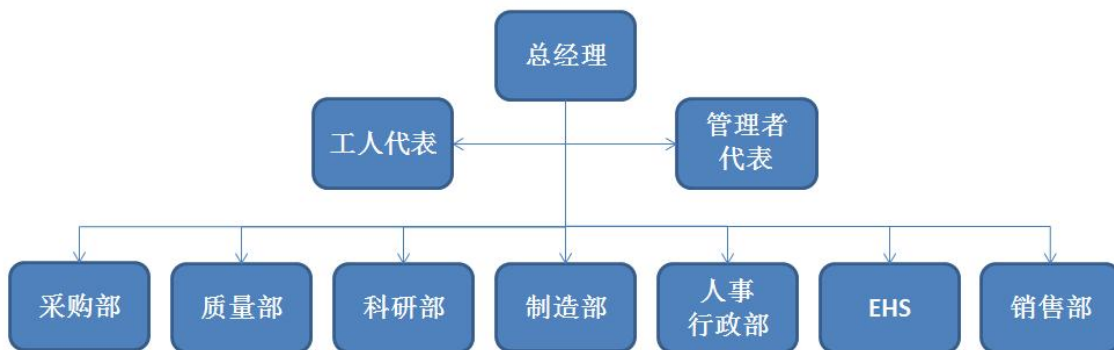 总经理
工人代表
管理者
代表
采购部
质量部
科研部
制造部
人事
行政部
EHS
销售部